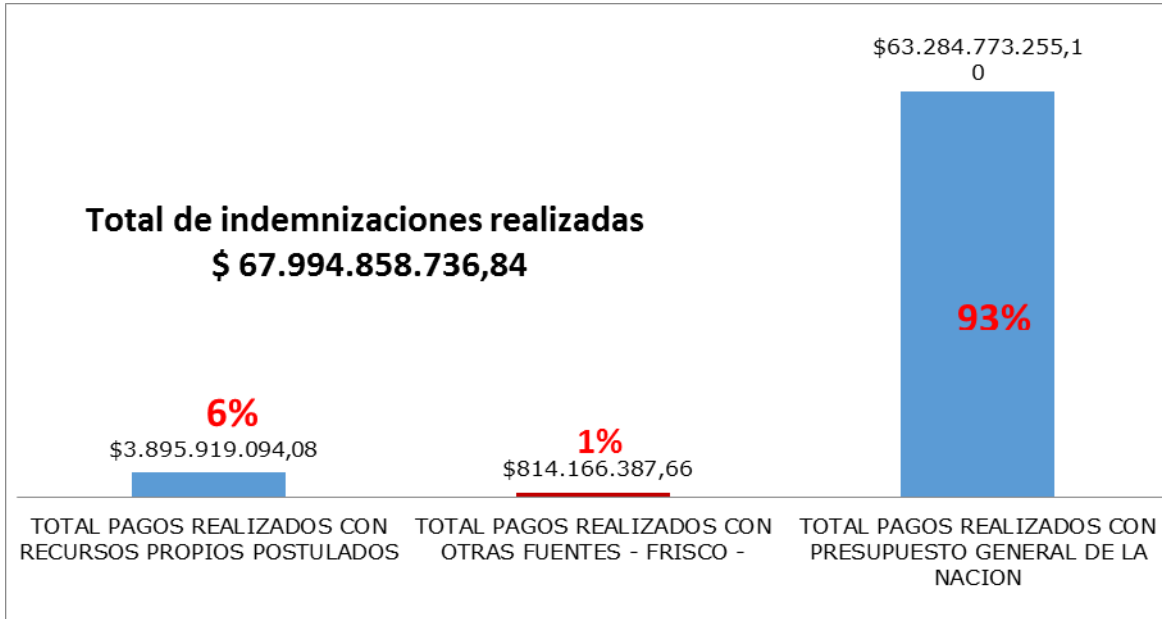 $63.284.773.255,1
0
Total de indemnizaciones realizadas
$ 67.994.858.736,84
93%
6%
$3.895.919.094,08
1%
$814.166.387,66
TOTAL PAGOS REALIZADOS CON
RECURSOS PROPIOS POSTULADOS
TOTAL PAGOS REALIZADOS CON
OTRAS FUENTES - FRISCO -
TOTAL PAGOS REALIZADOS CON
PRESUPUESTO GENERAL DE LA
NACION